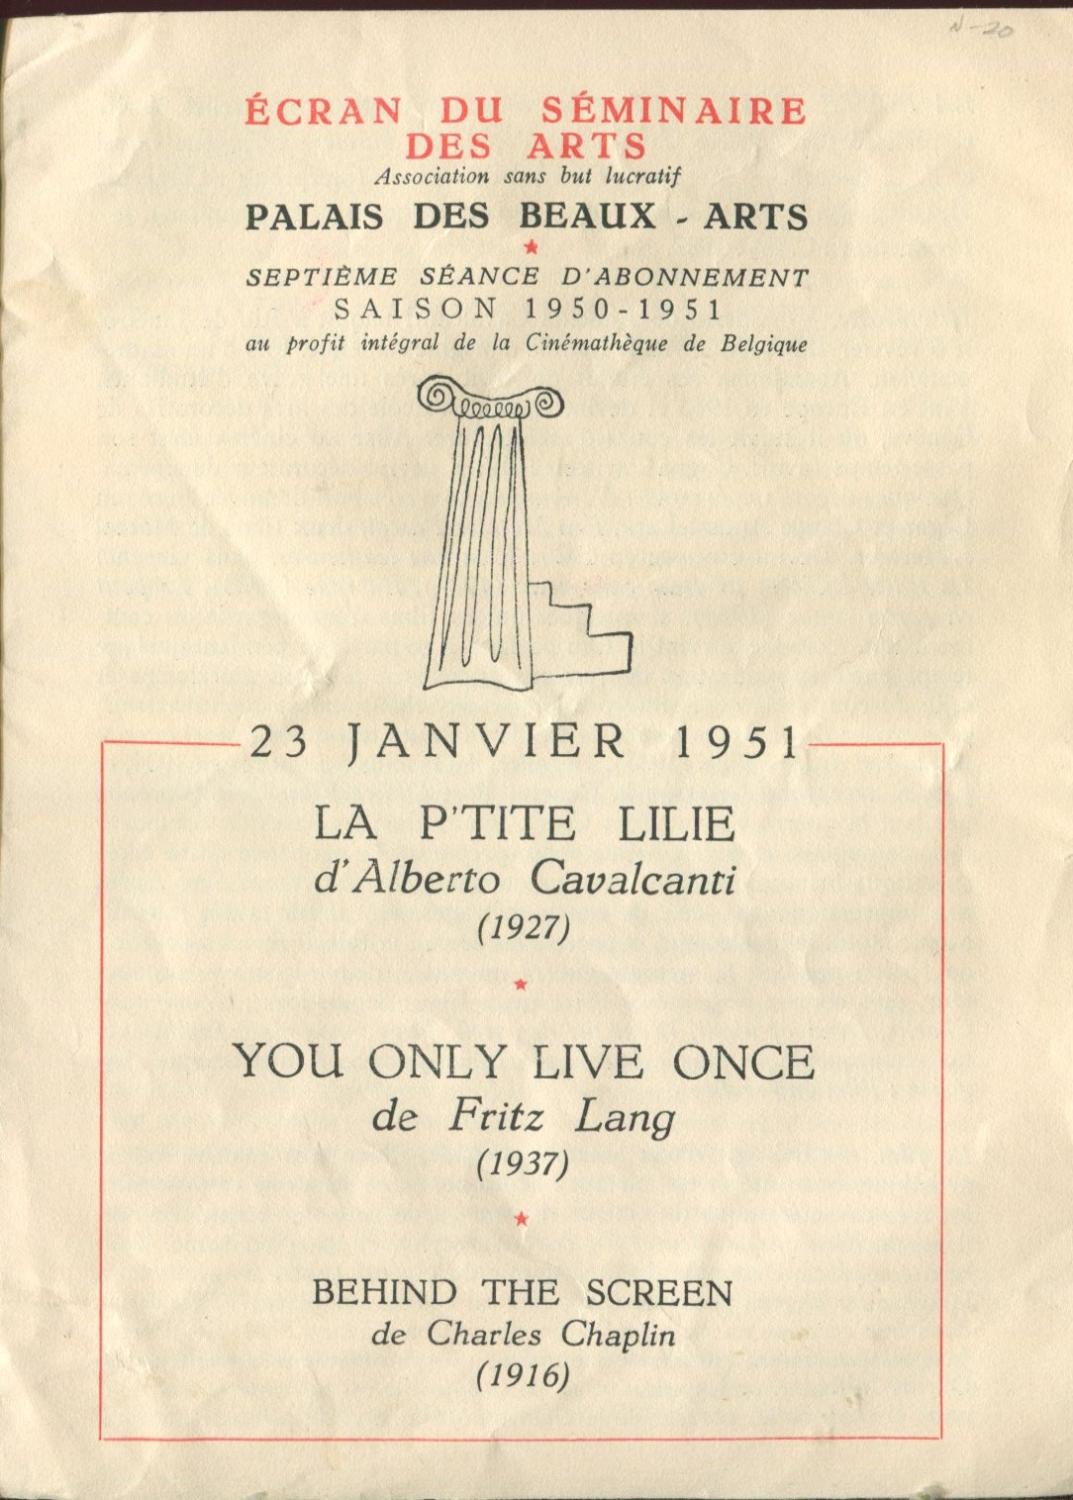 N-20
ÉCRAN DU SÉMINAIRE
DES ARTS
Association sans but lucratif
PALAIS DES BEAUX - ARTS
SEPTIÈME SÉANCE D'ABONNEMENT
SAISON 1950-1951
au profit intégral de la Cinémathèque de Belgique
23 JANVIER 1951
LA P'TITE LILIE
d'Alberto Cavalcanti
(1927)
YOU ONLY LIVE ONCE
de Fritz Lang
(1937)
BEHIND THE SCREEN
de Charles Chaplin
(1916)